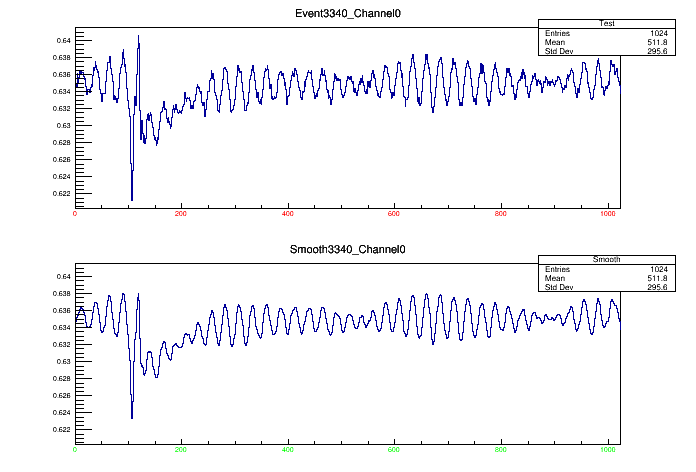 Event3340_Channel0
Test
Entries 1024
Mean 511.8
Std Dev 295.6
0.64
0.638
0.636
0.634
0.632
0.63
0.628
0.626
0.624
0.622
0 200 400 600 800 1000
Smooth3340_Channel0
Smooth
Entries 1024
Mean 511.8
Std Dev 295.6
0.64
0.638
0.636
0.634
0.632
0.63
0.628
0.626
0.624
0.622
0 200 400 600 800 1000